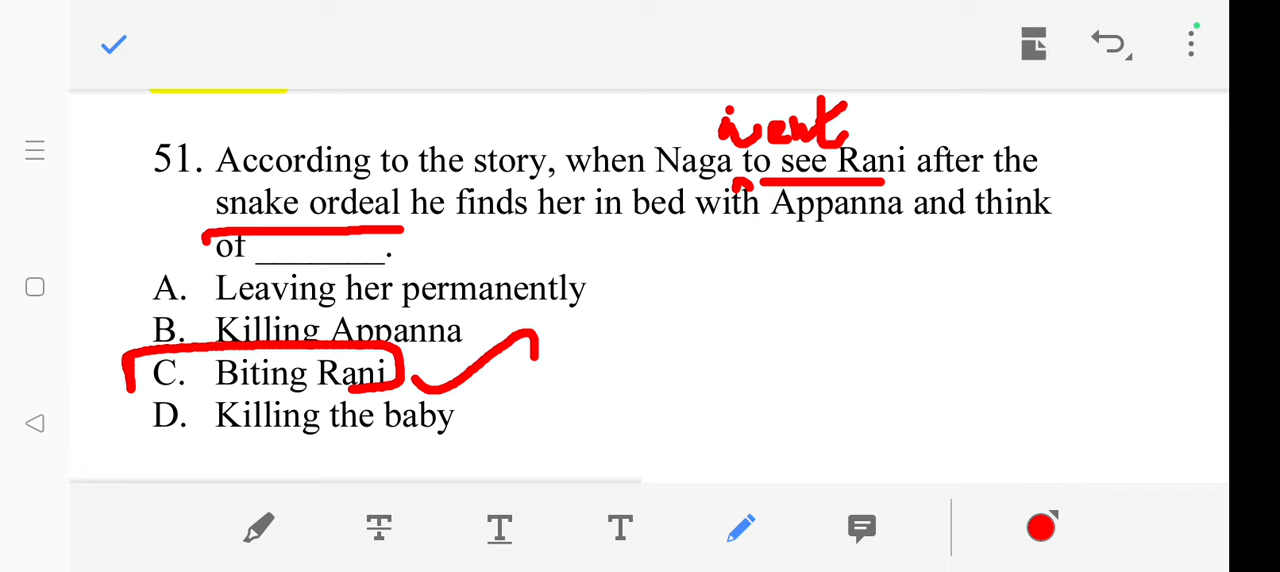 went
51. According to the story, when Naga to see Rani after the
snake ordeal he finds her in bed with Appanna and think
of _______.
A. Leaving her permanently
B. Killing Appanna
C. Biting Rani
D. Killing the baby
T T T